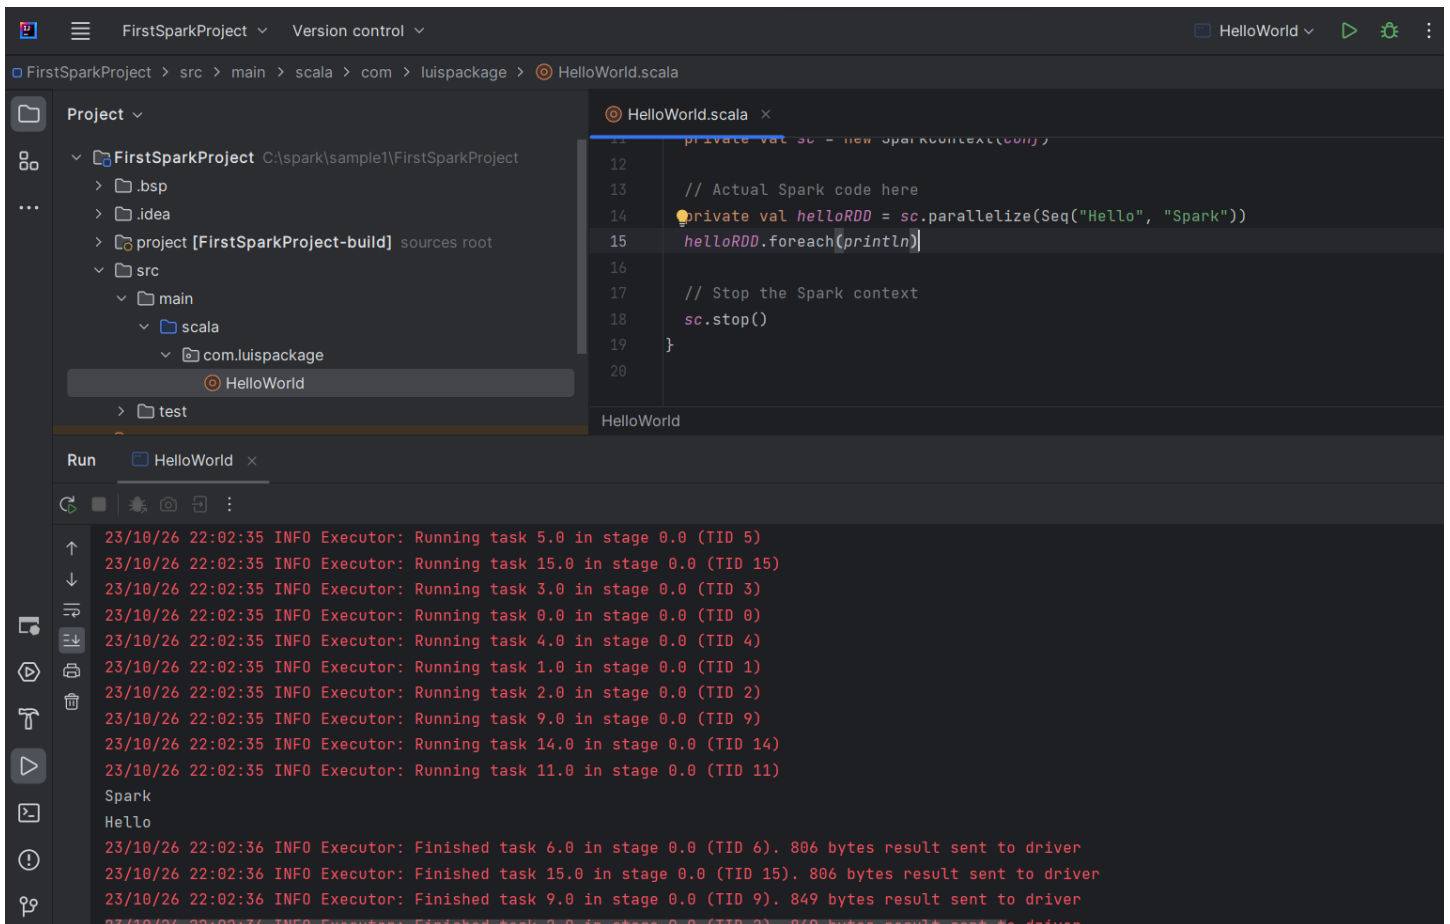 FirstSparkProject Version control HelloWorld
FirstSparkProject > src > main > scala > com > luispackage > HelloWorld.scala
Project
FirstSparkProject C:\spark\sample1\FirstSparkProject
.bsp
.idea
project [FirstSparkProject-build] sources root
src
main
scala
com.luispackage
HelloWorld
test
HelloWorld.scala
11 private val sc = new SparkContext(conf)
12
13 // Actual Spark code here
14 private val helloRDD = sc.parallelize(Seq("Hello", "Spark"))
15 helloRDD.foreach(println)
16
17 // Stop the Spark context
18 sc.stop()
19 }
20
HelloWorld
Run HelloWorld
23/10/26 22:02:35 INFO Executor: Running task 5.0 in stage 0.0 (TID 5)
23/10/26 22:02:35 INFO Executor: Running task 15.0 in stage 0.0 (TID 15)
23/10/26 22:02:35 INFO Executor: Running task 3.0 in stage 0.0 (TID 3)
23/10/26 22:02:35 INFO Executor: Running task 0.0 in stage 0.0 (TID 0)
23/10/26 22:02:35 INFO Executor: Running task 4.0 in stage 0.0 (TID 4)
23/10/26 22:02:35 INFO Executor: Running task 1.0 in stage 0.0 (TID 1)
23/10/26 22:02:35 INFO Executor: Running task 2.0 in stage 0.0 (TID 2)
23/10/26 22:02:35 INFO Executor: Running task 9.0 in stage 0.0 (TID 9)
23/10/26 22:02:35 INFO Executor: Running task 14.0 in stage 0.0 (TID 14)
23/10/26 22:02:35 INFO Executor: Running task 11.0 in stage 0.0 (TID 11)
Spark
Hello
23/10/26 22:02:36 INFO Executor: Finished task 6.0 in stage 0.0 (TID 6). 806 bytes result sent to driver
23/10/26 22:02:36 INFO Executor: Finished task 15.0 in stage 0.0 (TID 15). 806 bytes result sent to driver
23/10/26 22:02:36 INFO Executor: Finished task 9.0 in stage 0.0 (TID 9). 849 bytes result sent to driver